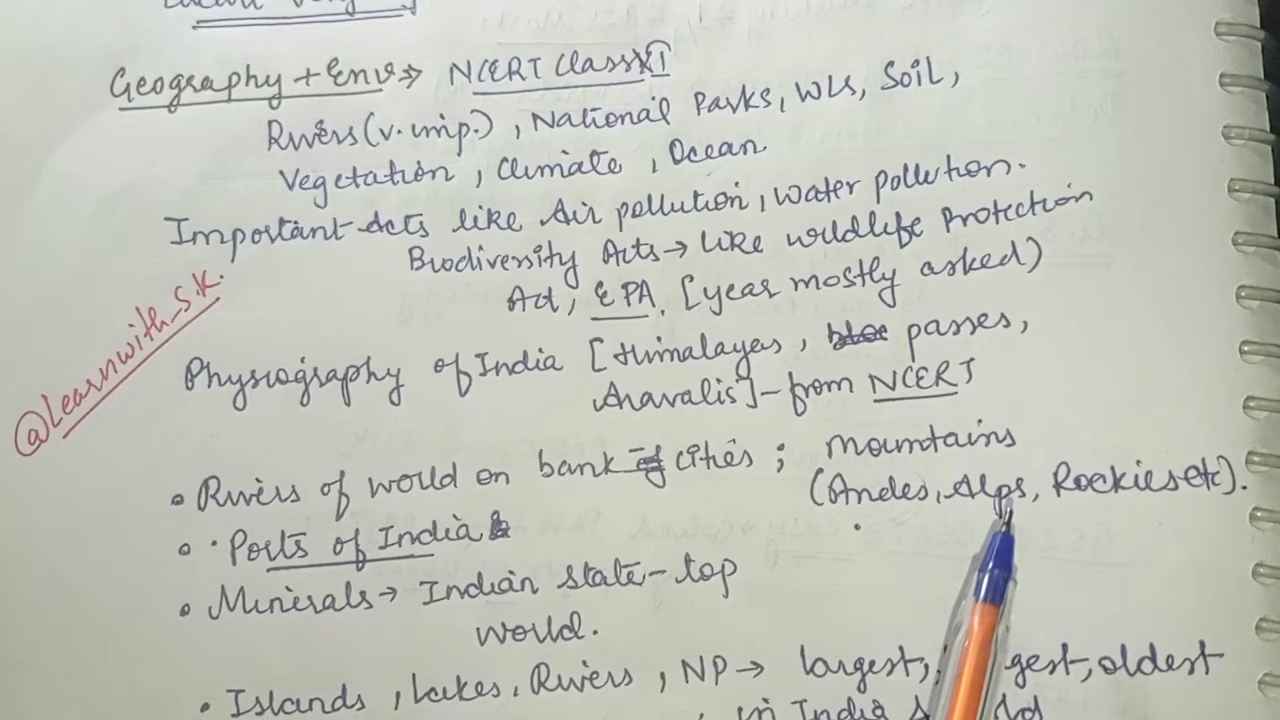 Geography + Env → NCERT Class XI
Rivers (v. imp.), National Parks, WLS, Soil,
Vegetation, Climate, Ocean
Important Acts like Air pollution, Water pollution.
Biodiversity Acts → like wildlife Protection
Act, EPA. [year mostly asked)
@Learnwith_S.K.
Physiography of India [Himalayas, passes,
Aravalis] - from NCERT
• Rivers of world on bank of cities ; mountains
(Andes, Alps, Rockies etc).
• Ports of India &
• Minerals → Indian state - top
world.
• Islands, Lakes, Rivers, NP → largest, oldest
in India